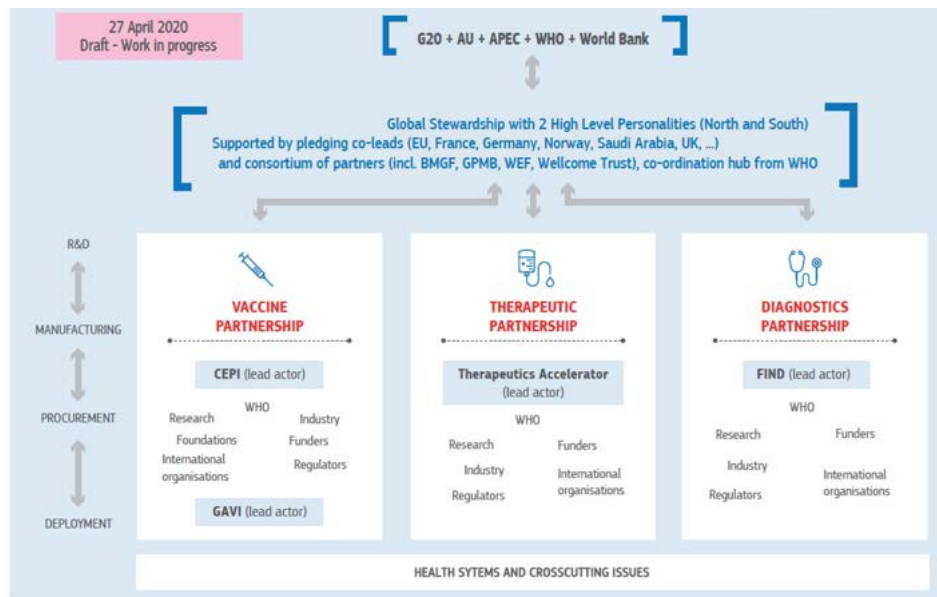 27 April 2020
Draft - Work in progress
G20 + AU + APEC + WHO + World Bank
Global Stewardship with 2 High Level Personalities (North and South)
Supported by pledging co-leads (EU, France, Germany, Norway, Saudi Arabia, UK, ...)
and consortium of partners (incl. BMGF, GPMB, WEF, Wellcome Trust), co-ordination hub from WHO
R&D
MANUFACTURING
PROCUREMENT
DEPLOYMENT
VACCINE
PARTNERSHIP
CEPI (lead actor)
WHO
Research
Industry
Foundations
Funders
International
organisations
Regulators
GAVI (lead actor)
THERAPEUTIC
PARTNERSHIP
Therapeutics Accelerator
(lead actor)
WHO
Research
Funders
Industry
International
organisations
Regulators
DIAGNOSTICS
PARTNERSHIP
FIND (lead actor)
WHO
Research
Funders
Industry
International
organisations
Regulators
HEALTH SYTEMS AND CROSSCUTTING ISSUES